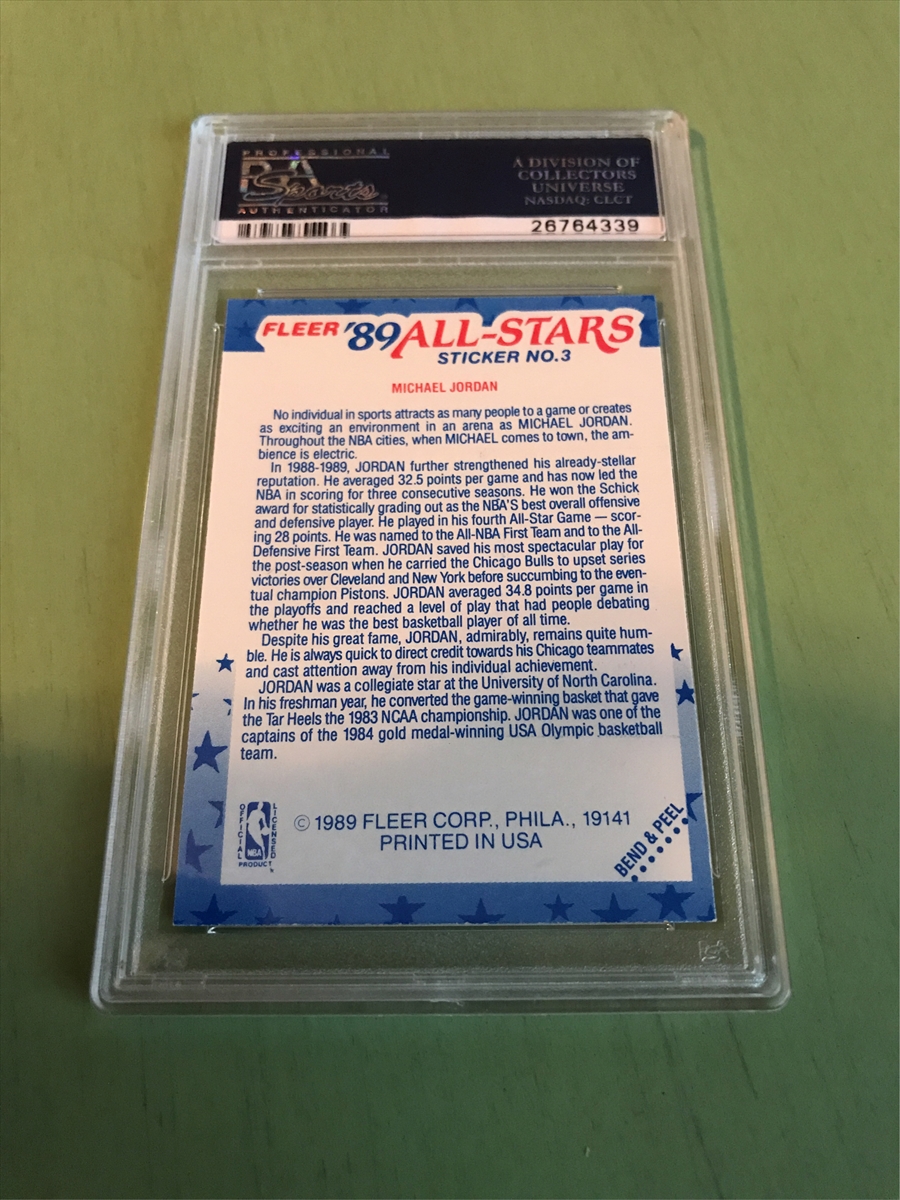 PROFESSIONAL
PSA
Sports
AUTHENTICATOR
A DIVISION OF
COLLECTORS
UNIVERSE
NASDAQ: CLCT
26764339
FLEER '89 ALL-STARS
STICKER NO.3
MICHAEL JORDAN
No individual in sports attracts as many people to a game or creates
as exciting an environment in an arena as MICHAEL JORDAN.
Throughout the NBA cities, when MICHAEL comes to town, the am-
bience is electric.
In 1988-1989, JORDAN further strengthened his already-stellar
reputation. He averaged 32.5 points per game and has now led the
NBA in scoring for three consecutive seasons. He won the Schick
award for statistically grading out as the NBA'S best overall offensive
and defensive player. He played in his fourth All-Star Game — scor-
ing 28 points. He was named to the All-NBA First Team and to the All-
Defensive First Team. JORDAN saved his most spectacular play for
the post-season when he carried the Chicago Bulls to upset series
victories over Cleveland and New York before succumbing to the even-
tual champion Pistons. JORDAN averaged 34.8 points per game in
the playoffs and reached a level of play that had people debating
whether he was the best basketball player of all time.
Despite his great fame, JORDAN, admirably, remains quite hum-
ble. He is always quick to direct credit towards his Chicago teammates
and cast attention away from his individual achievement.
JORDAN was a collegiate star at the University of North Carolina.
In his freshman year, he converted the game-winning basket that gave
the Tar Heels the 1983 NCAA championship. JORDAN was one of the
captains of the 1984 gold medal-winning USA Olympic basketball
team.
OFFICIAL LICENSED
NBA
PRODUCT
© 1989 FLEER CORP., PHILA., 19141
PRINTED IN USA
BEND & PEEL